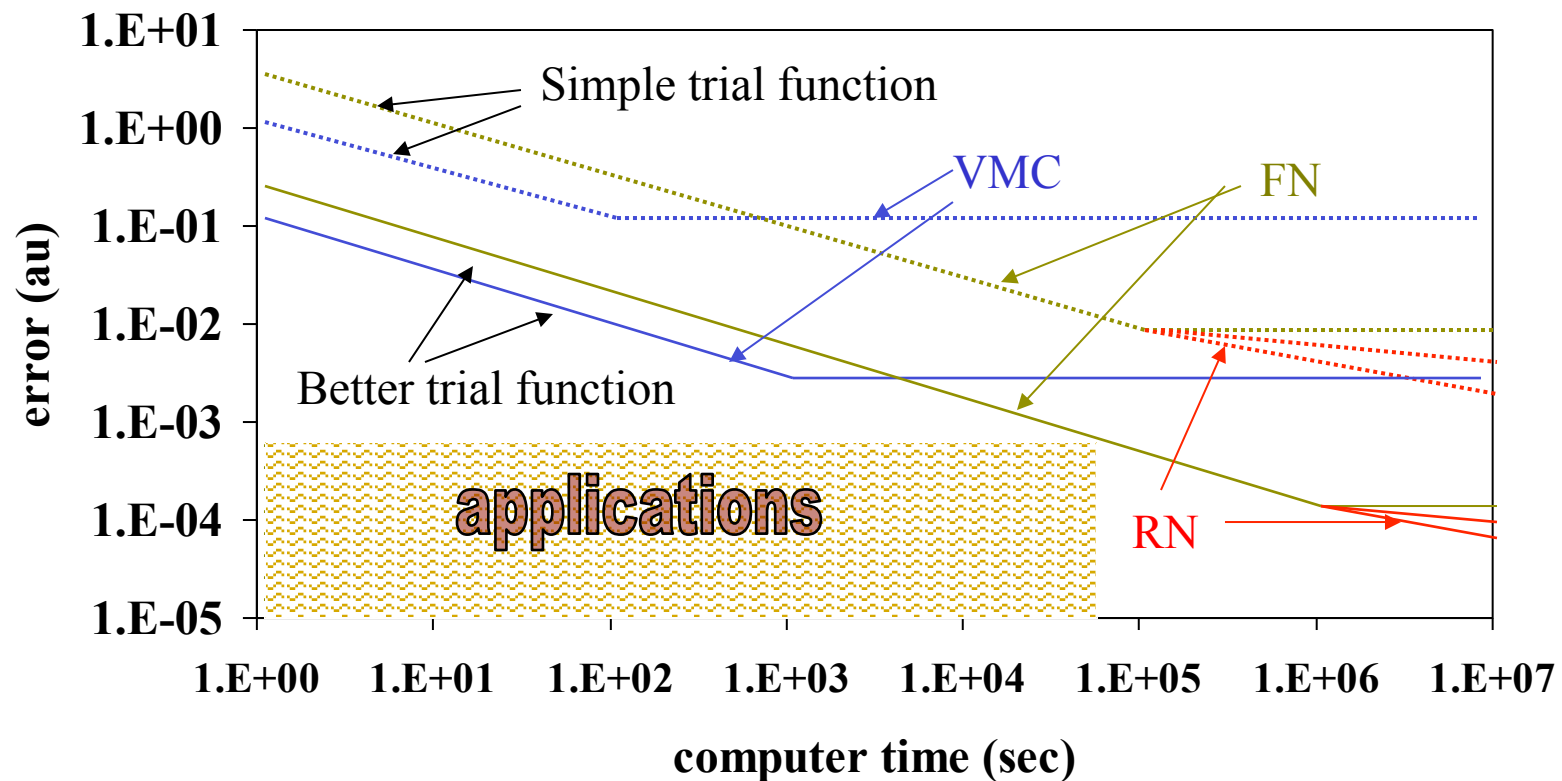 1.E+01
1.E+00
1.E-01
1.E-02
1.E-03
1.E-04
1.E-05
error (au)
Simple trial function
VMC
FN
Better trial function
applications
RN
1.E+00 1.E+01 1.E+02 1.E+03 1.E+04 1.E+05 1.E+06 1.E+07
computer time (sec)